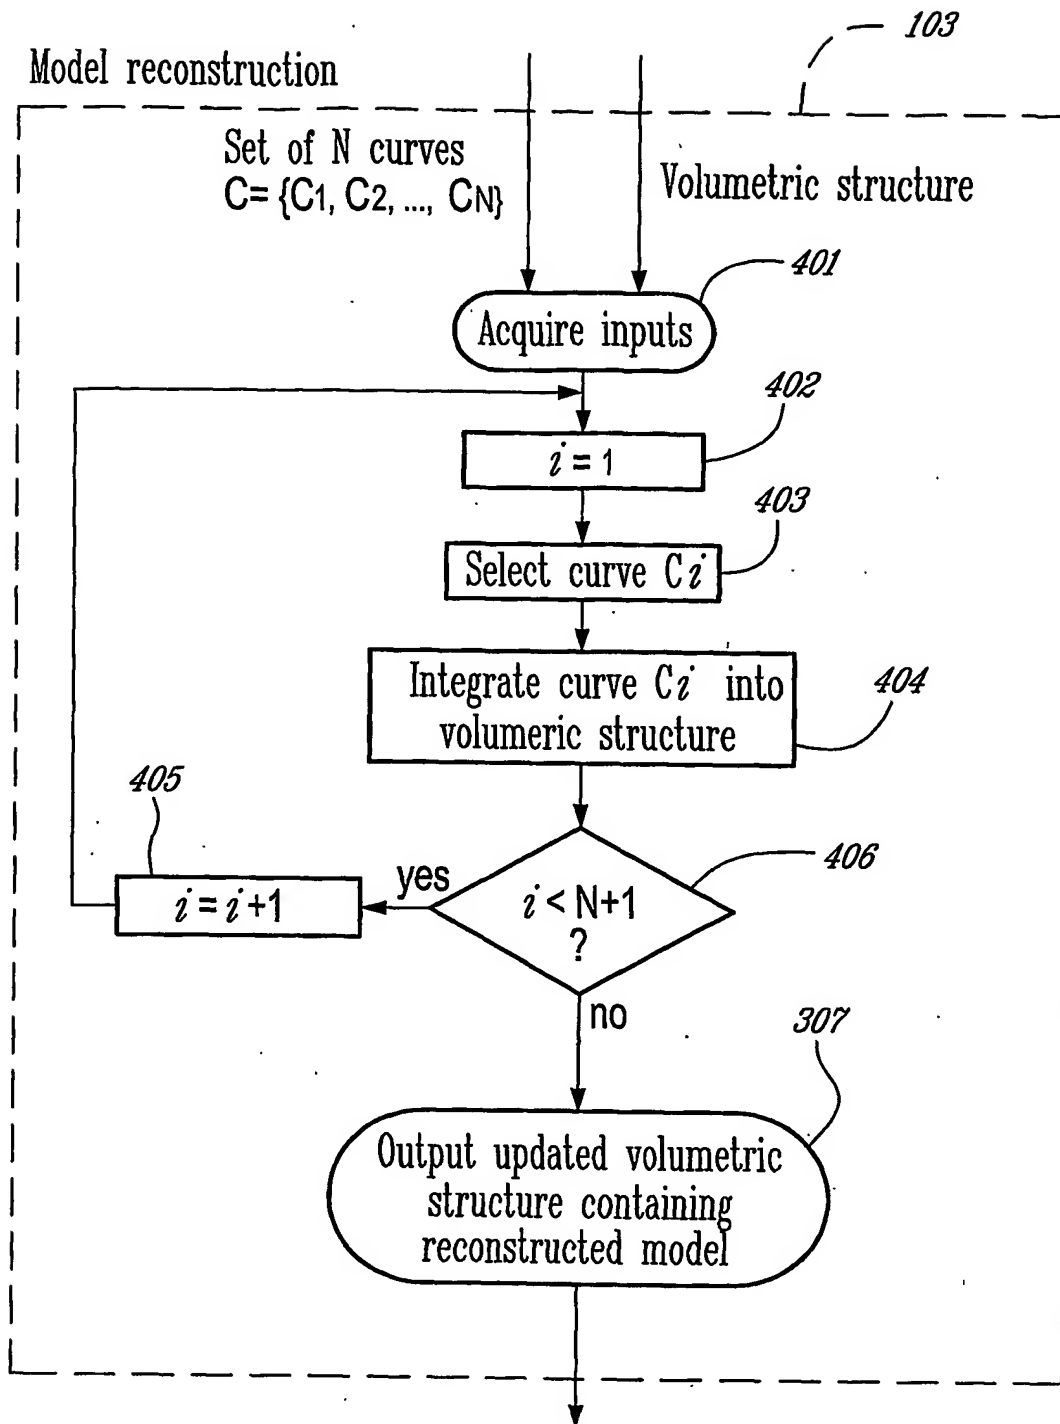 103
Model reconstruction
Set of N curves
C= {C1, C2, ..., CN}
Volumetric structure
401
Acquire inputs
402
i = 1
403
Select curve Ci
Integrate curve Ci into
volumeric structure
404
405
406
yes
i = i+1
i < N+1
?
no
307
Output updated volumetric
structure containing
reconstructed model